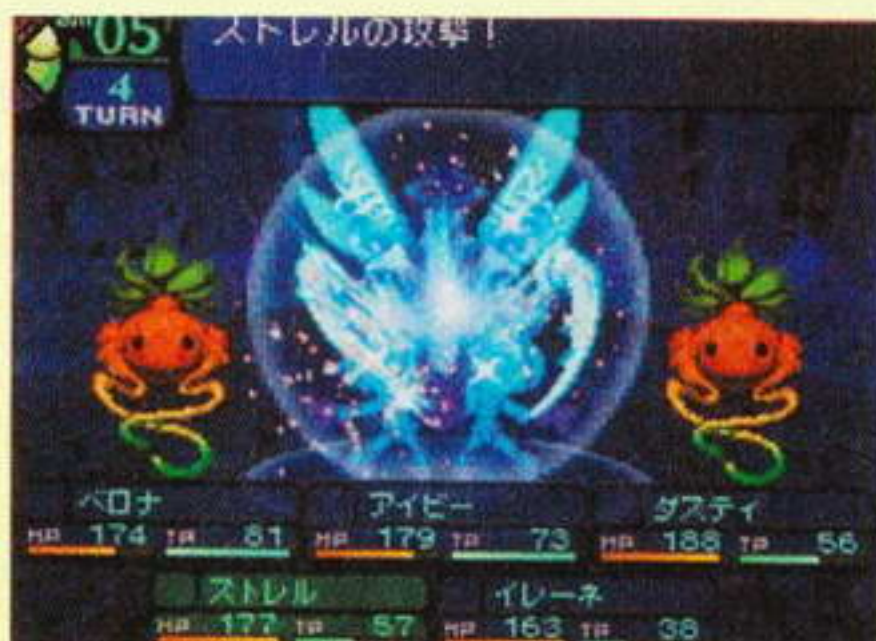 05
ストレルの攻撃！
4
TURN
ベロナ アイビー ダスティ
HP 174 TP 81 HP 179 TP 73 HP 188 TP 56
ストレル イレーネ
HP 177 TP 57 HP 163 TP 38